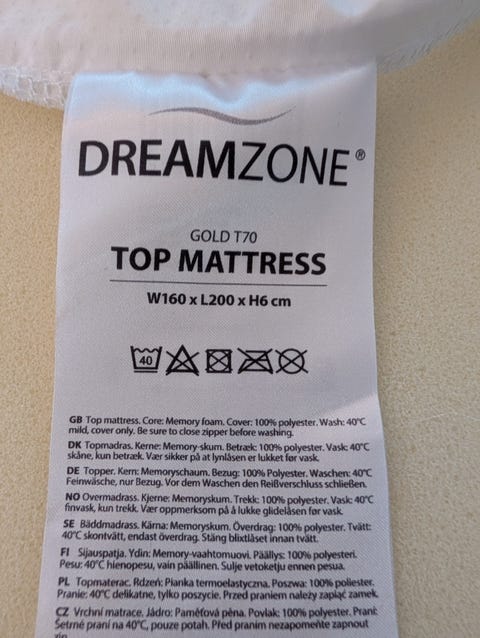 DREAMZONE®
GOLD T70
TOP MATTRESS
W160 x L200 x H6 cm
40
GB Top mattress. Core: Memory foam. Cover: 100% polyester. Wash: 40°C
mild, cover only. Be sure to close zipper before washing.
DK Topmadras. Kerne: Memory-skum. Betræk: 100% polyester. Vask: 40°C
skåne, kun betræk. Vær sikker på at lynlåsen er lukket før vask.
DE Topper. Kern: Memoryschaum. Bezug: 100% Polyester. Waschen: 40°C
Feinwäsche, nur Bezug. Vor dem Waschen den Reißverschluss schließen.
NO Overmadrass. Kjerne: Memoryskum. Trekk: 100% polyester. Vask: 40°C
finvask, kun trekk. Vær oppmerksom på å lukke glidelåsen før vask.
SE Bäddmadrass. Kärna: Memoryskum. Överdrag: 100% polyester. Tvätt:
40°C skontvätt, endast överdrag. Stäng blixtlåset innan tvätt.
FI Sijauspatja. Ydin: Memory-vaahtomuovi. Päällys: 100% polyesteri.
Pesu: 40°C hienopesu, vain päällinen. Sulje vetoketju ennen pesua.
PL Topmaterac. Rdzeń: Pianka termoelastyczna. Poszwa: 100% poliester.
Pranie: 40°C delikatne, tylko poszycie. Przed praniem należy zapiąć zamek.
CZ Vrchní matrace. Jádro: Paměťová pěna. Povlak: 100% polyester. Praní:
Šetrné praní na 40°C, pouze potah. Před praním nezapomeňte zapnout